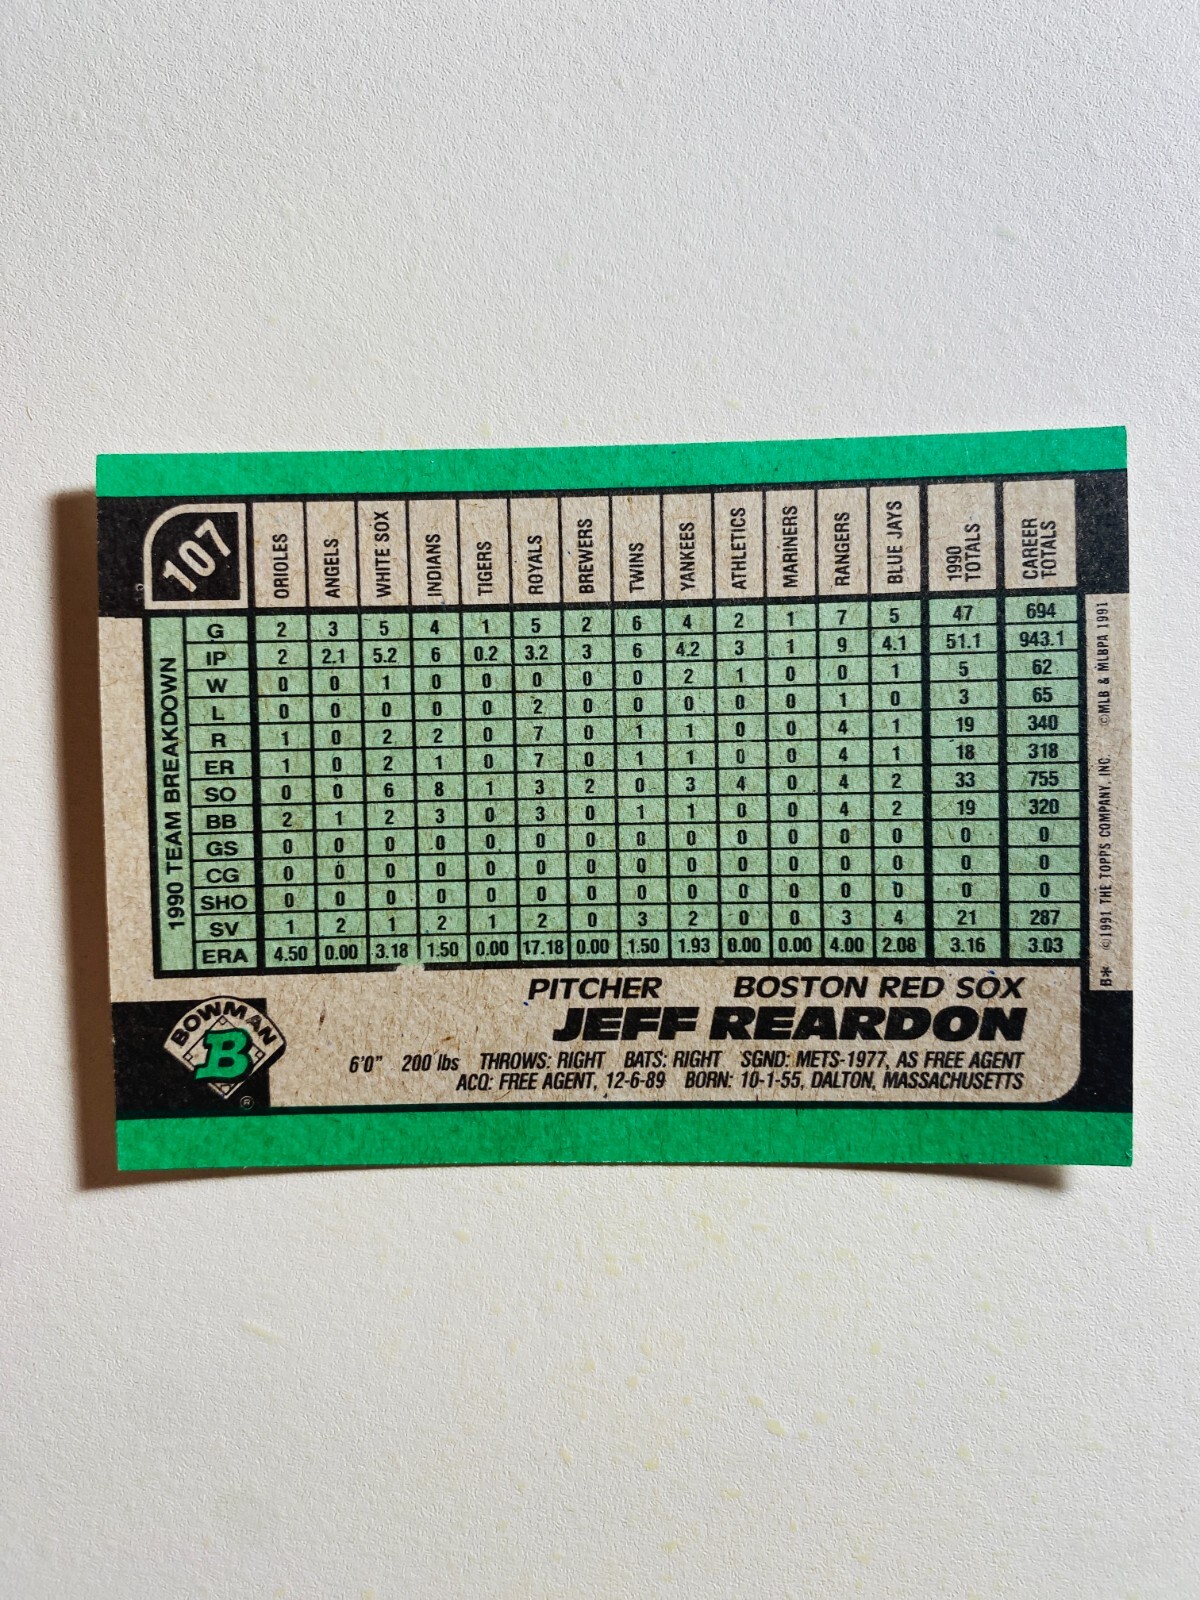 107
ORIOLES ANGELS WHITE SOX INDIANS TIGERS ROYALS BREWERS TWINS YANKEES ATHLETICS MARINERS RANGERS BLUE JAYS 1990 TOTALS CAREER TOTALS
1990 TEAM BREAKDOWN
G 2 3 5 4 1 5 2 6 4 2 1 7 5 47 694
IP 2 2.1 5.2 6 0.2 3.2 3 6 4.2 3 1 9 4.1 51.1 943.1
W 0 0 1 0 0 0 0 0 2 1 0 0 1 5 62
L 0 0 0 0 0 2 0 0 0 0 0 1 0 3 65
R 1 0 2 2 0 7 0 1 1 0 0 4 1 19 340
ER 1 0 2 1 0 7 0 1 1 0 0 4 1 18 318
SO 0 0 6 8 1 3 2 0 3 4 0 4 2 33 755
BB 2 1 2 3 0 3 0 1 1 0 0 4 2 19 320
GS 0 0 0 0 0 0 0 0 0 0 0 0 0 0 0
CG 0 0 0 0 0 0 0 0 0 0 0 0 0 0 0
SHO 0 0 0 0 0 0 0 0 0 0 0 0 0 0 0
SV 1 2 1 2 1 2 0 3 2 0 0 3 4 21 287
ERA 4.50 0.00 3.18 1.50 0.00 17.18 0.00 1.50 1.93 0.00 0.00 4.00 2.08 3.16 3.03
B* ©1991 THE TOPPS COMPANY, INC. ©MLB & MLBPA 1991
PITCHER BOSTON RED SOX
JEFF REARDON
BOWMAN
B
®
6'0" 200 lbs THROWS: RIGHT BATS: RIGHT SGND: METS-1977, AS FREE AGENT
ACQ: FREE AGENT, 12-6-89 BORN: 10-1-55, DALTON, MASSACHUSETTS